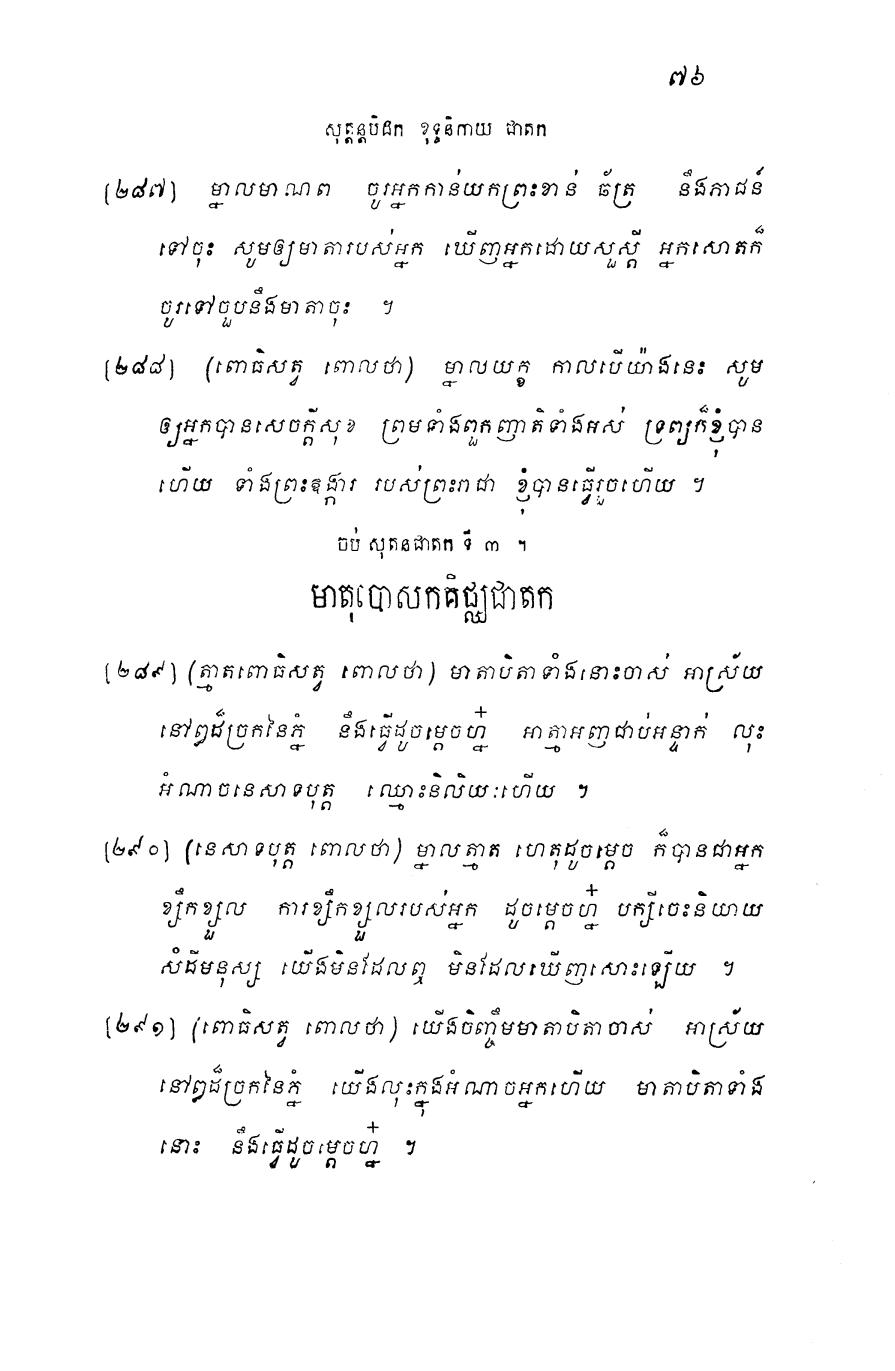 ៧៦
សុត្តន្តបិដក ខុទ្ទនិកាយ ជាតក
[២៨៧] ម្នាលមាណព ចូរអ្នកកាន់យកព្រះខាន់ ឆ័ត្រ នឹងភាជន៍
ទៅចុះ សូមឲ្យមាតារបស់អ្នក ឃើញអ្នកដោយសួស្តី អ្នកសោតក៏
ចូរទៅចួបនឹងមាតាចុះ ។
[២៨៨] (ពោធិសត្វ ពោលថា) ម្នាលយក្ខ កាលបើយ៉ាងនេះ សូម
ឲ្យអ្នកបានសេចក្តីសុខ ព្រមទាំងពួកញាតិទាំងអស់ ទ្រព្យក៏ខ្ញុំបាន
ហើយ ទាំងព្រះឱង្ការ របស់ព្រះរាជា ខ្ញុំបានធ្វើរួចហើយ ។
ចប់ សុតនជាតក ទី ៣ ។
មាតុបោសកគិជ្ឈជាតក
[២៨៩] (ត្មាតពោធិសត្វ ពោលថា) មាតាបិតាទាំងនោះចាស់ អាស្រ័យ
នៅឰដ៏ច្រកនៃភ្នំ នឹងធ្វើដូចម្តេចហ្ន៎ អាត្មាអញជាប់អន្ទាក់ លុះ
អំណាចនេសាទបុត្ត ឈ្មោះនិលិយៈហើយ ។
[២៩០] (នេសាទបុត្ត ពោលថា) ម្នាលត្មាត ហេតុដូចម្តេច ក៏បានជាអ្នក
ខ្សឹកខ្សួល ការខ្សឹកខ្សួលរបស់អ្នក ដូចម្តេចហ្ន៎ បក្សីចេះនិយាយ
សំដីមនុស្ស យើងមិនដែលឮ មិនដែលឃើញសោះឡើយ ។
[២៩១] (ពោធិសត្វ ពោលថា) យើងចិញ្ចឹមមាតាបិតាចាស់ អាស្រ័យ
នៅឰដ៏ច្រកនៃភ្នំ យើងលុះក្នុងអំណាចអ្នកហើយ មាតាបិតាទាំង
នោះ នឹងធ្វើដូចម្តេចហ្ន៎ ។